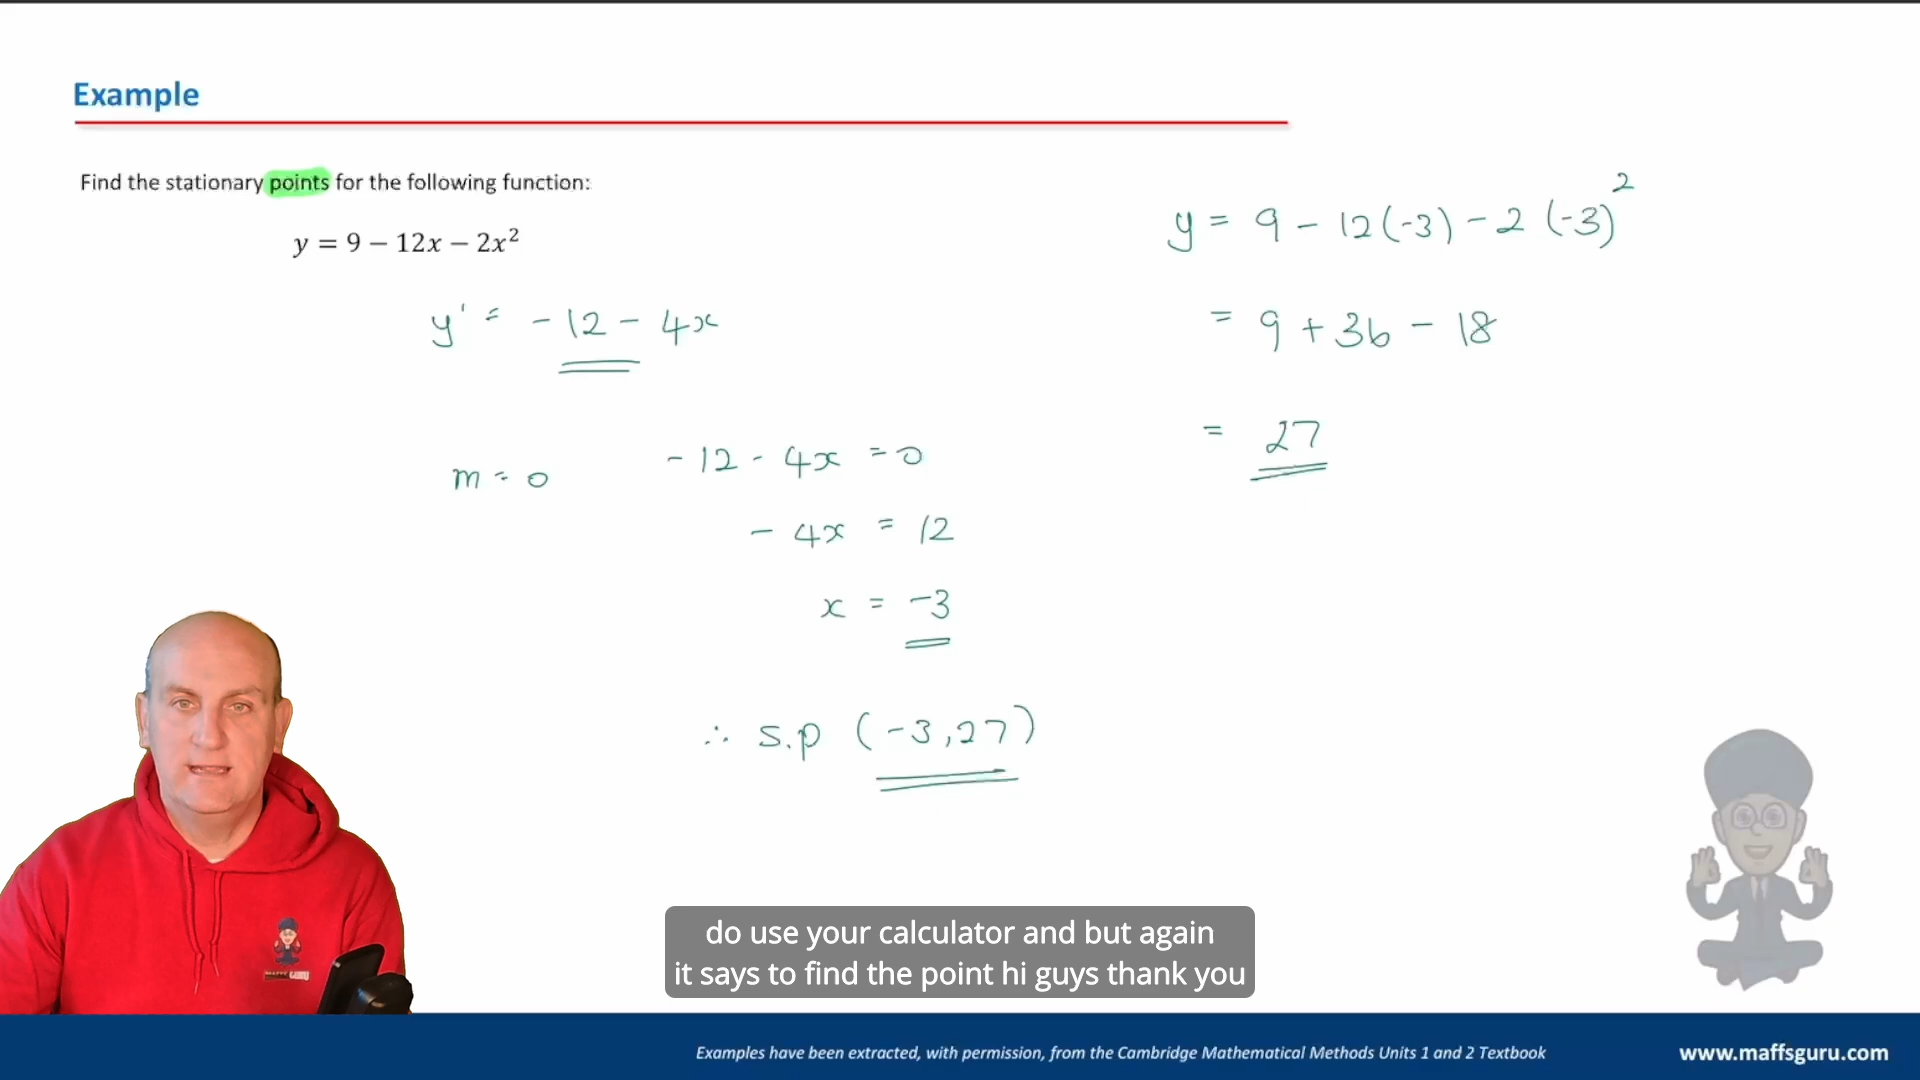 Example
Find the stationary points for the following function:
y = 9 − 12x − 2x²
y' = -12 - 4x
m = 0
-12 - 4x = 0
- 4x = 12
x = -3
∴ s.p (-3,27)
y = 9 - 12(-3) - 2(-3)²
= 9 + 36 - 18
= 27
MAFFS GURU
do use your calculator and but again
it says to find the point hi guys thank you
Examples have been extracted, with permission, from the Cambridge Mathematical Methods Units 1 and 2 Textbook
www.maffsguru.com